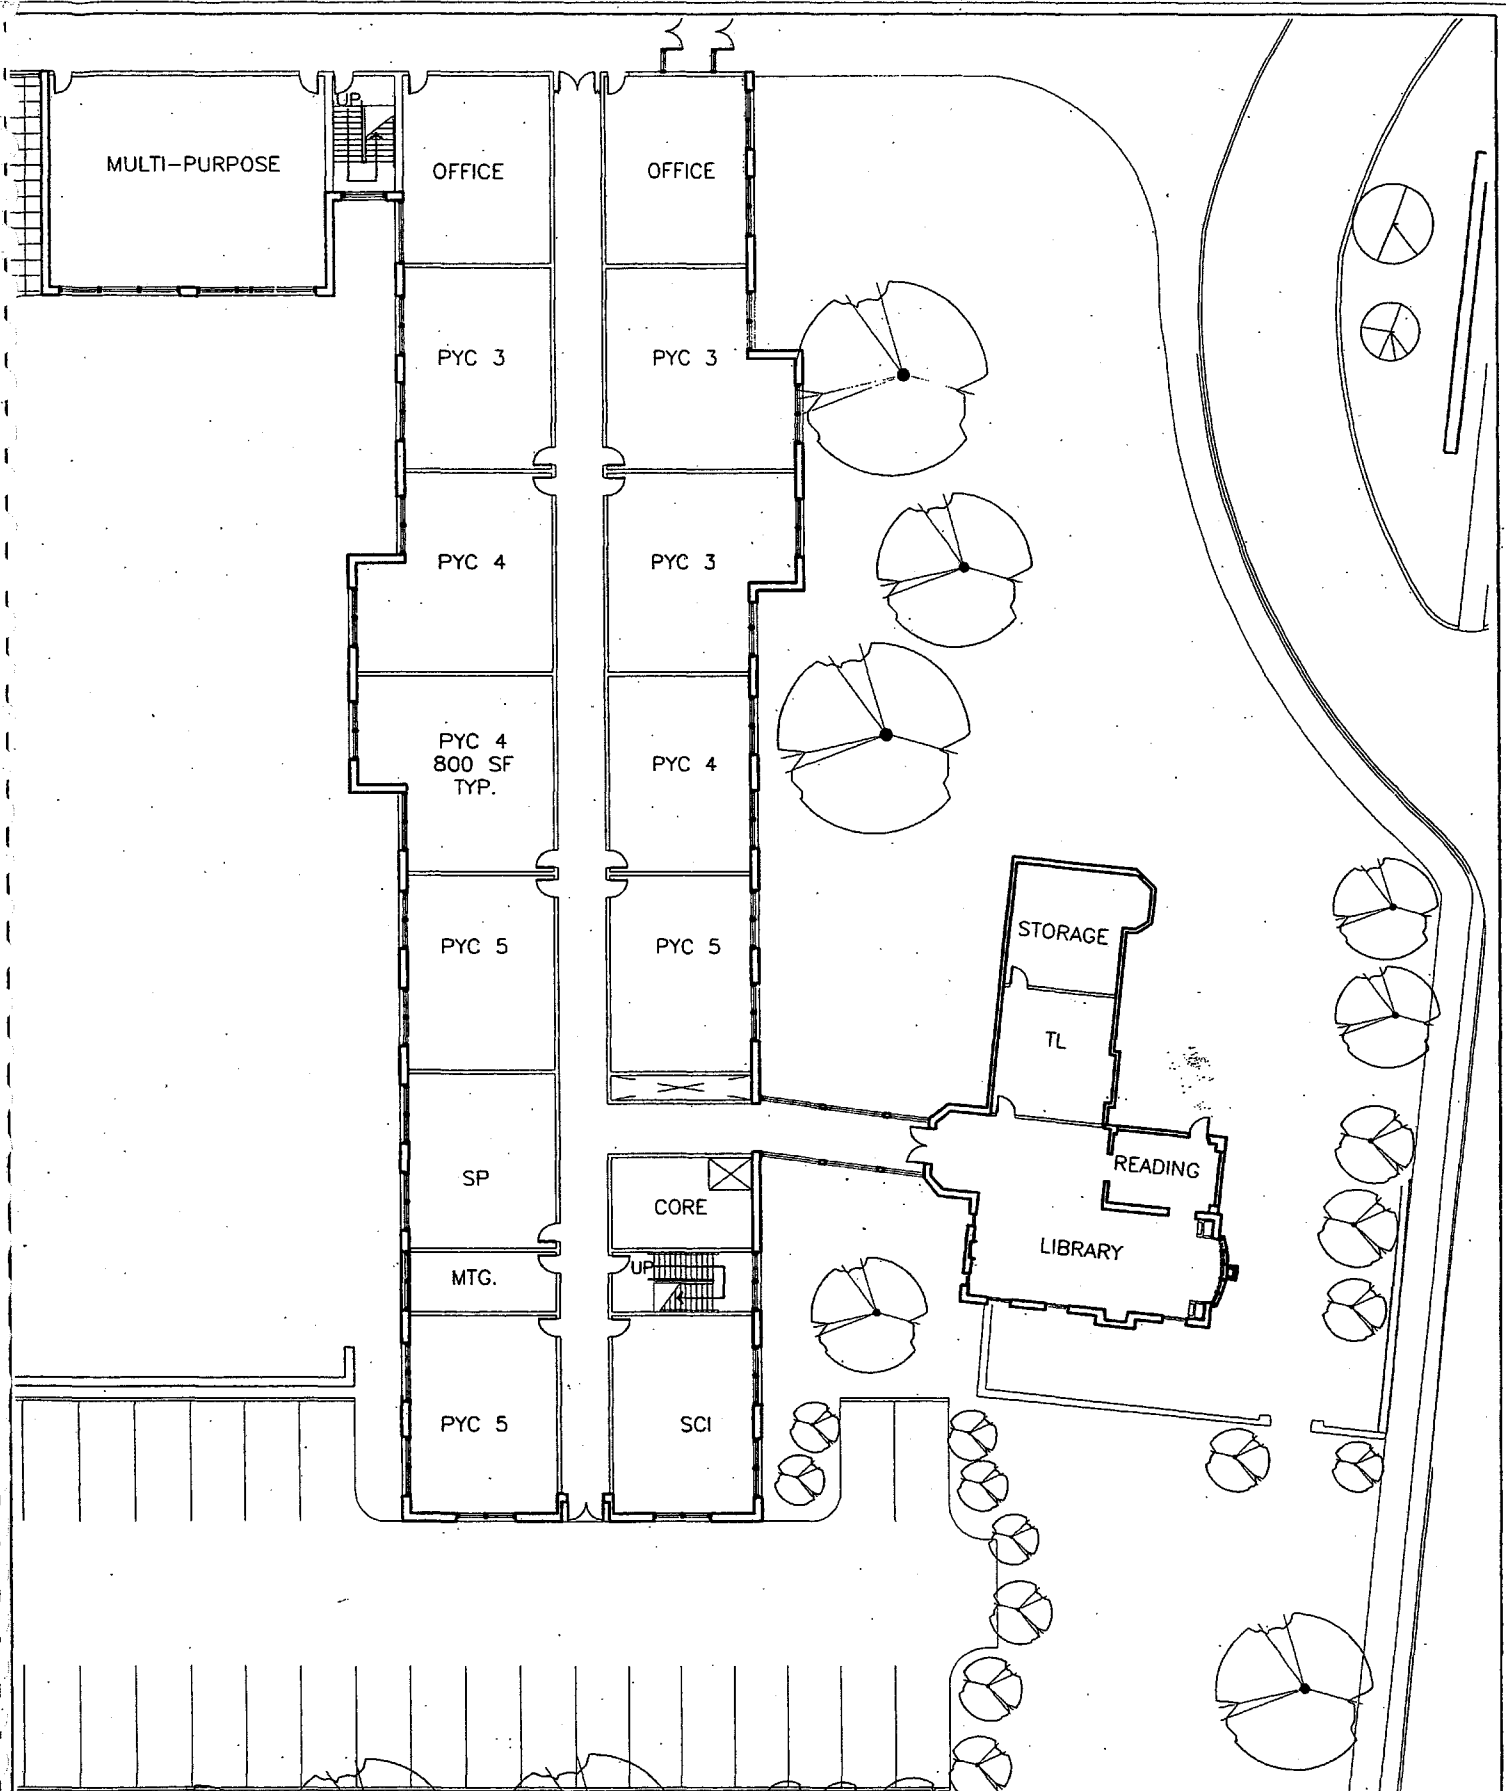 UP
MULTI-PURPOSE
OFFICE
OFFICE
PYC 3
PYC 3
PYC 4
PYC 3
PYC 4
800 SF
TYP.
PYC 4
PYC 5
PYC 5
STORAGE
TL
SP
CORE
READING
LIBRARY
MTG.
UP
PYC 5
SCI